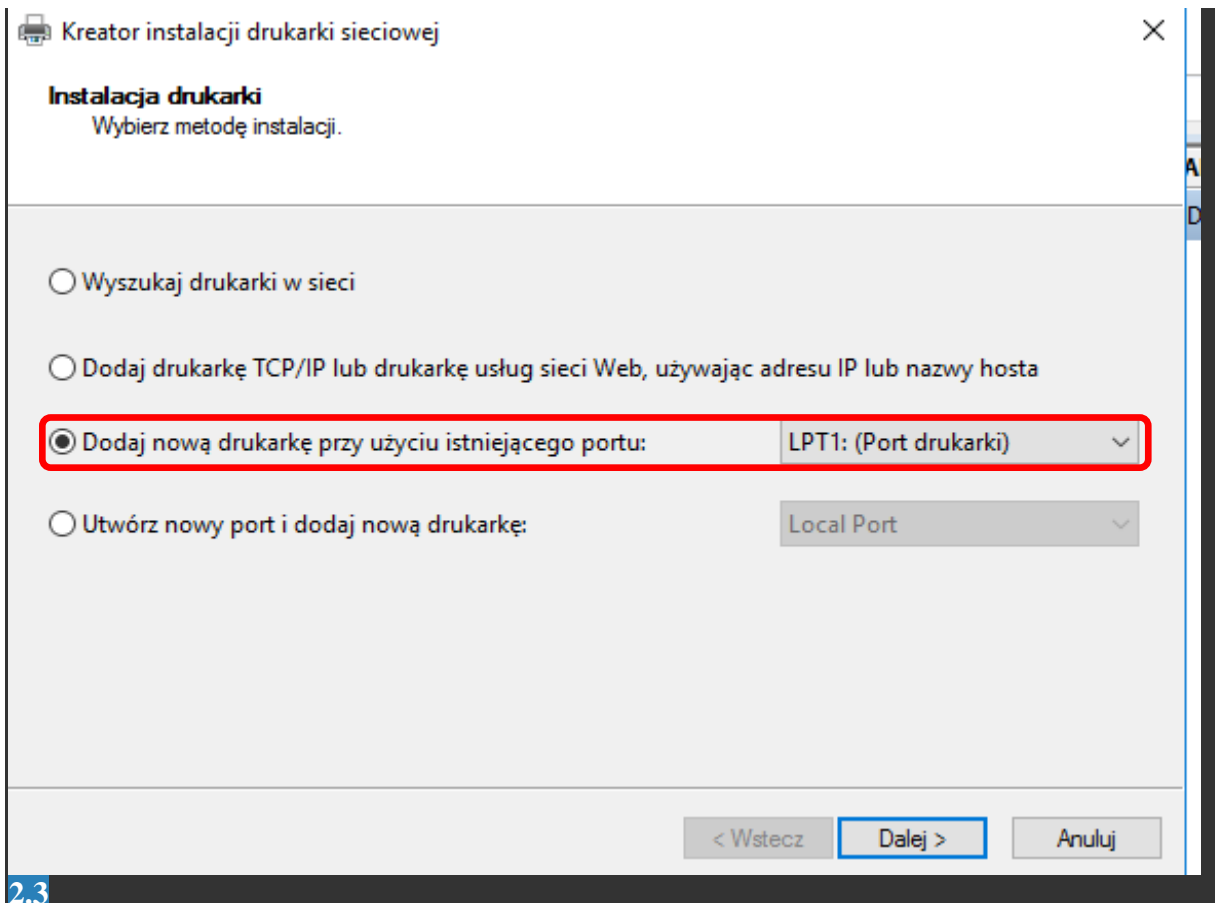 Kreator instalacji drukarki sieciowej
Instalacja drukarki
Wybierz metodę instalacji.
A
D
Wyszukaj drukarki w sieci
Dodaj drukarkę TCP/IP lub drukarkę usług sieci Web, używając adresu IP lub nazwy hosta
Dodaj nową drukarkę przy użyciu istniejącego portu: LPT1: (Port drukarki)
Utwórz nowy port i dodaj nową drukarkę: Local Port
< Wstecz Dalej > Anuluj
2.3